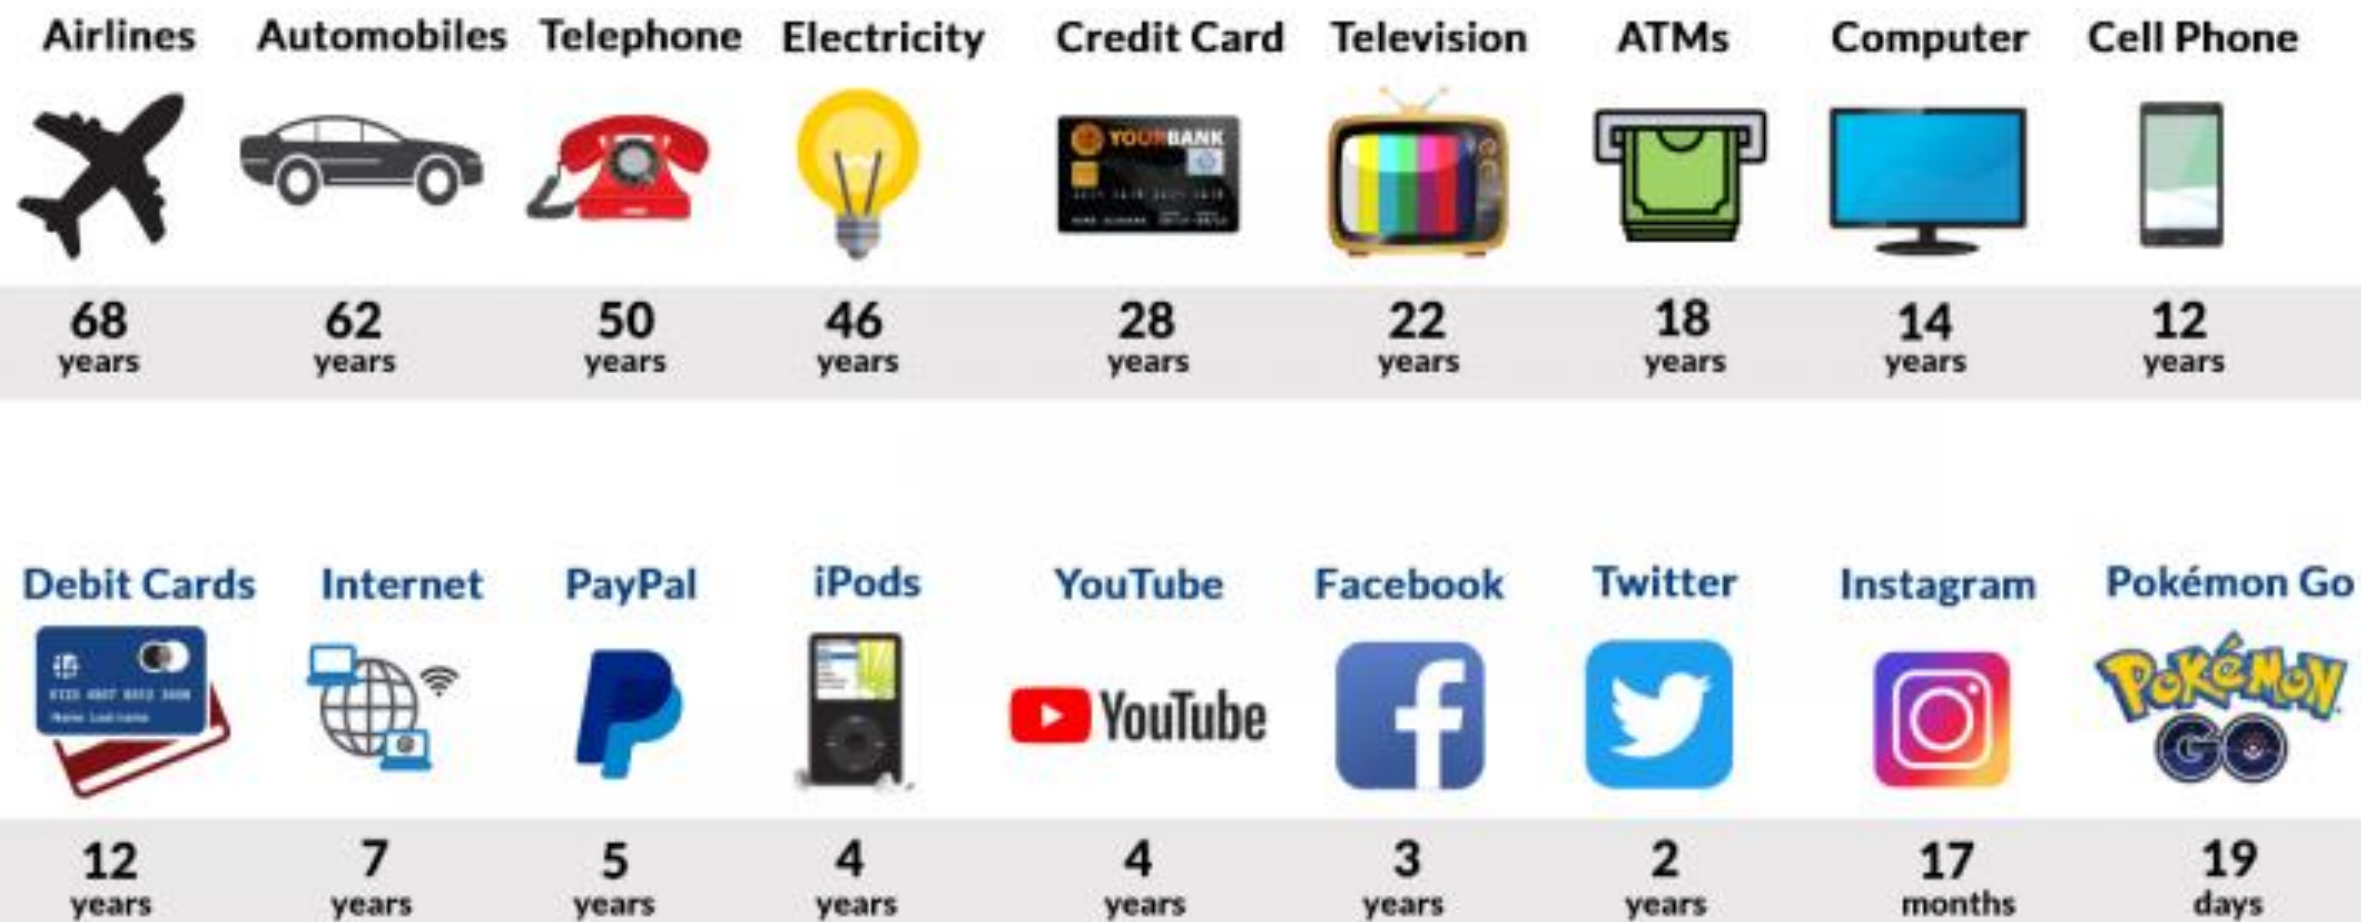 Airlines Automobiles Telephone Electricity Credit Card Television ATMs Computer Cell Phone
YOURBANK
68 62 50 46 28 22 18 14 12
years years years years years years years years years
Debit Cards Internet PayPal iPods YouTube Facebook Twitter Instagram Pokémon Go
YouTube
POKéMON
GO
12 7 5 4 4 3 2 17 19
years years years years years years years months days